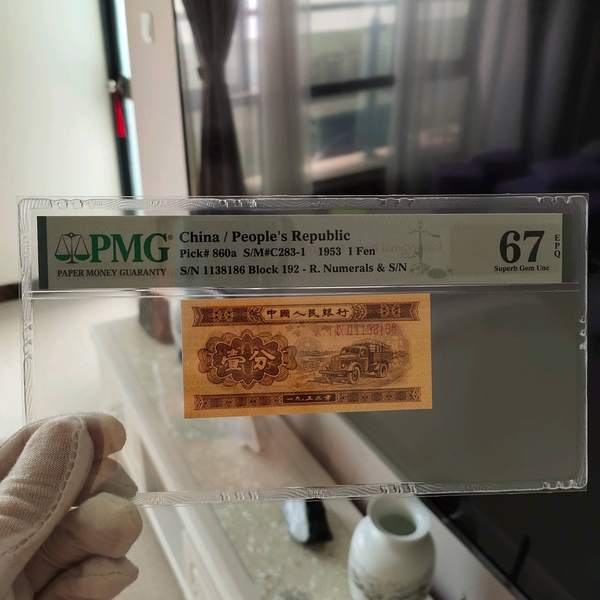 PMG
PAPER MONEY GUARANTY
China / People's Republic
Pick# 860a S/M#C283-1 1953 1 Fen
S/N 1138186 Block 192 - R. Numerals & S/N
67
EPQ
Superb Gem Unc
中國人民銀行
壹分
一九五三年